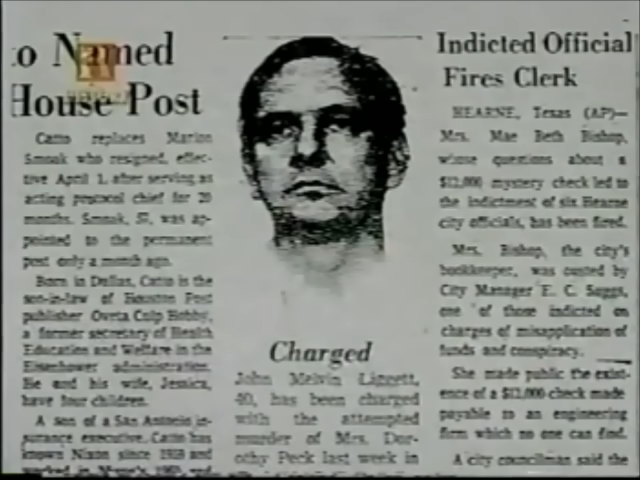 to Named
House Post
Catto replaces Marion
Smoak who resigned, effec-
tive April 1, after serving as
acting protocol chief for 20
months. Smoak, 57, was ap-
pointed to the permanent
post only a month ago.
Born in Dallas, Catto is the
son-in-law of Houston Post
publisher Oveta Culp Hobby,
a former secretary of Health
Education and Welfare in the
Eisenhower administration.
He and his wife, Jessica,
have four children.
A son of a San Antonio in-
surance executive, Catto has
known Nixon since 1958 and
worked in
Charged
John Melvin Liggett,
40, has been charged
with the attempted
murder of Mrs. Dor-
othy Peck last week in
Indicted Official
Fires Clerk
HEARNE, Texas (AP)—
Mrs. Mae Beth Bishop,
whose questions about a
$12,000 mystery check led to
the indictment of six Hearne
city officials, has been fired.
Mrs. Bishop, the city's
bookkeeper, was ousted by
City Manager E. C. Saggs,
one of those indicted on
charges of misapplication of
funds and conspiracy.
She made public the exist-
ence of a $12,000 check made
payable to an engineering
firm which no one can find.
A city councilman said the